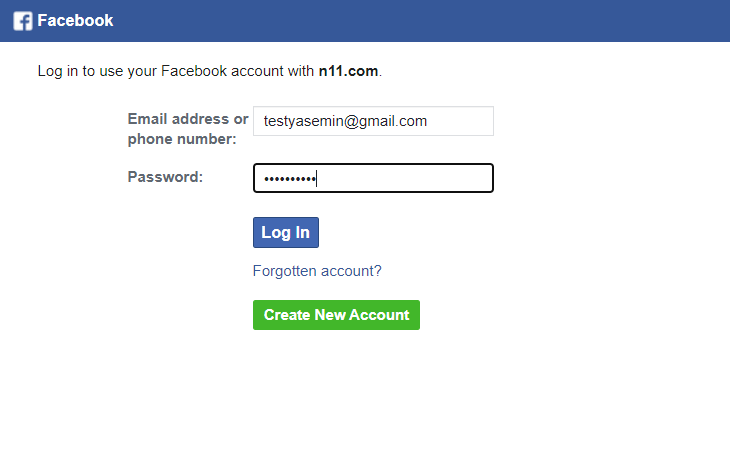 Facebook
Log in to use your Facebook account with n11.com.
Email address or
phone number:
testyasemin@gmail.com
Password:
••••••••••
Log In
Forgotten account?
Create New Account